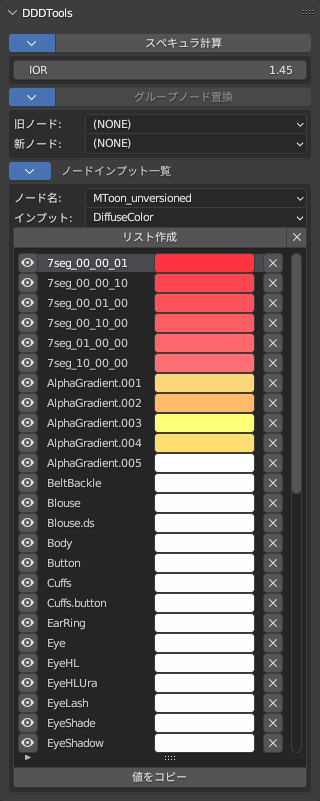 DDDTools
スペキュラ計算
IOR 1.45
グループノード置換
旧ノード: (NONE)
新ノード: (NONE)
ノードインプット一覧
ノード名: MToon_unversioned
インプット: DiffuseColor
リスト作成
7seg_00_00_01
7seg_00_00_10
7seg_00_01_00
7seg_00_10_00
7seg_01_00_00
7seg_10_00_00
AlphaGradient.001
AlphaGradient.002
AlphaGradient.003
AlphaGradient.004
AlphaGradient.005
BeltBackle
Blouse
Blouse.ds
Body
Button
Cuffs
Cuffs.button
EarRing
Eye
EyeHL
EyeHLUra
EyeLash
EyeShade
EyeShadow
値をコピー